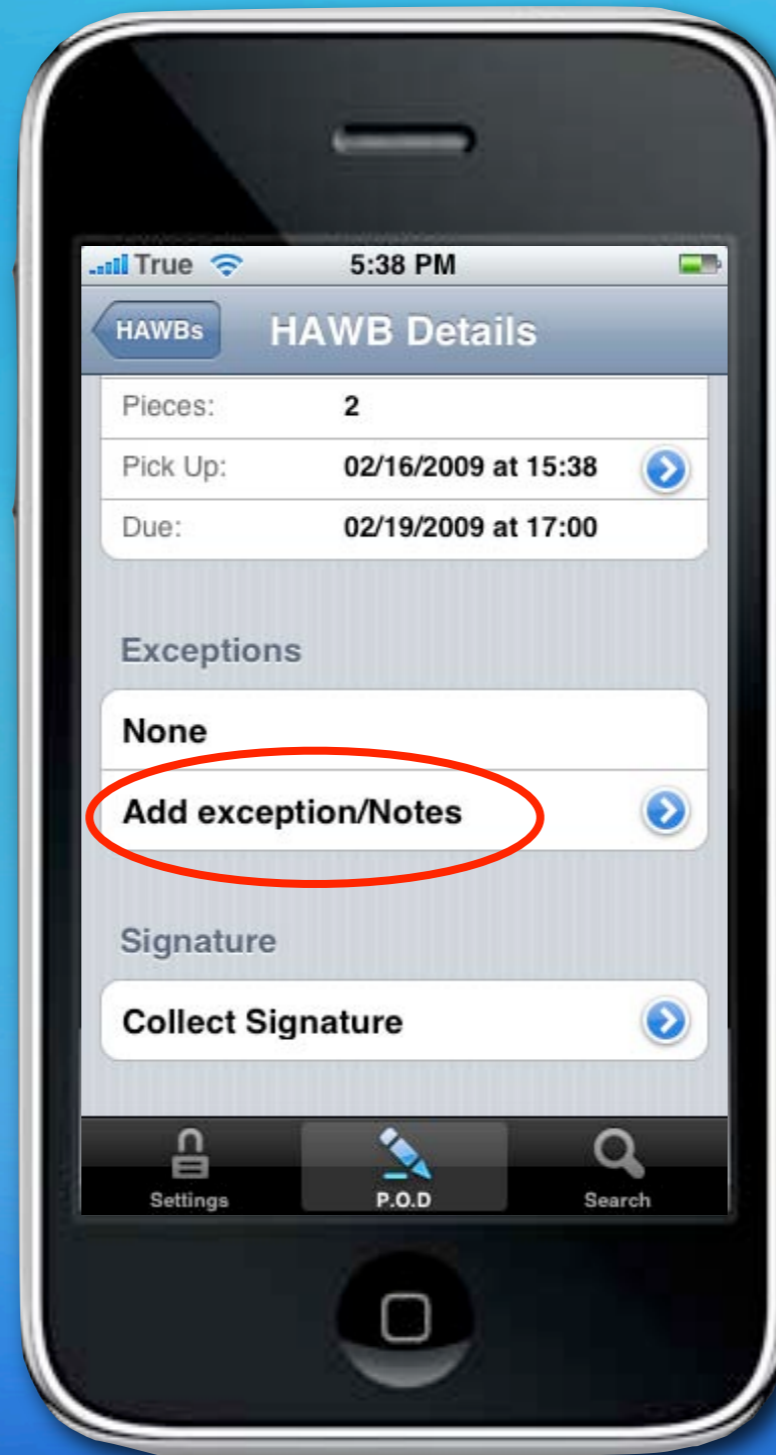 True 5:38 PM
HAWBs HAWB Details
Pieces: 2
Pick Up: 02/16/2009 at 15:38
Due: 02/19/2009 at 17:00
Exceptions
None
Add exception/Notes
Signature
Collect Signature
Settings P.O.D Search